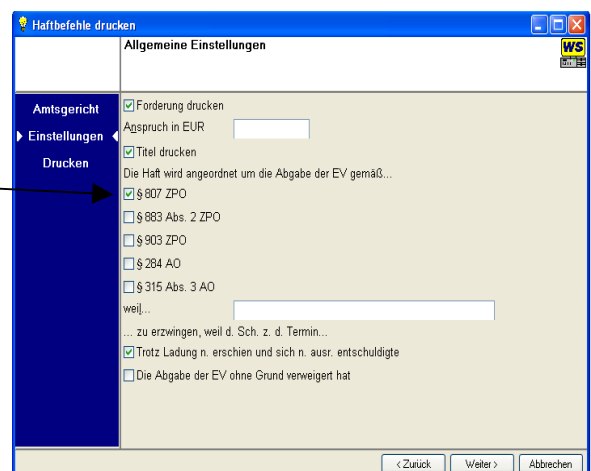 Haftbefehle drucken
Allgemeine Einstellungen
WS
Amtsgericht
Einstellungen
Drucken
Forderung drucken
Anspruch in EUR
Titel drucken
Die Haft wird angeordnet um die Abgabe der EV gemäß...
§ 807 ZPO
§ 883 Abs. 2 ZPO
§ 903 ZPO
§ 284 AO
§ 315 Abs. 3 AO
weil...
... zu erzwingen, weil d. Sch. z. d. Termin...
Trotz Ladung n. erschien und sich n. ausr. entschuldigte
Die Abgabe der EV ohne Grund verweigert hat
< Zurück Weiter > Abbrechen